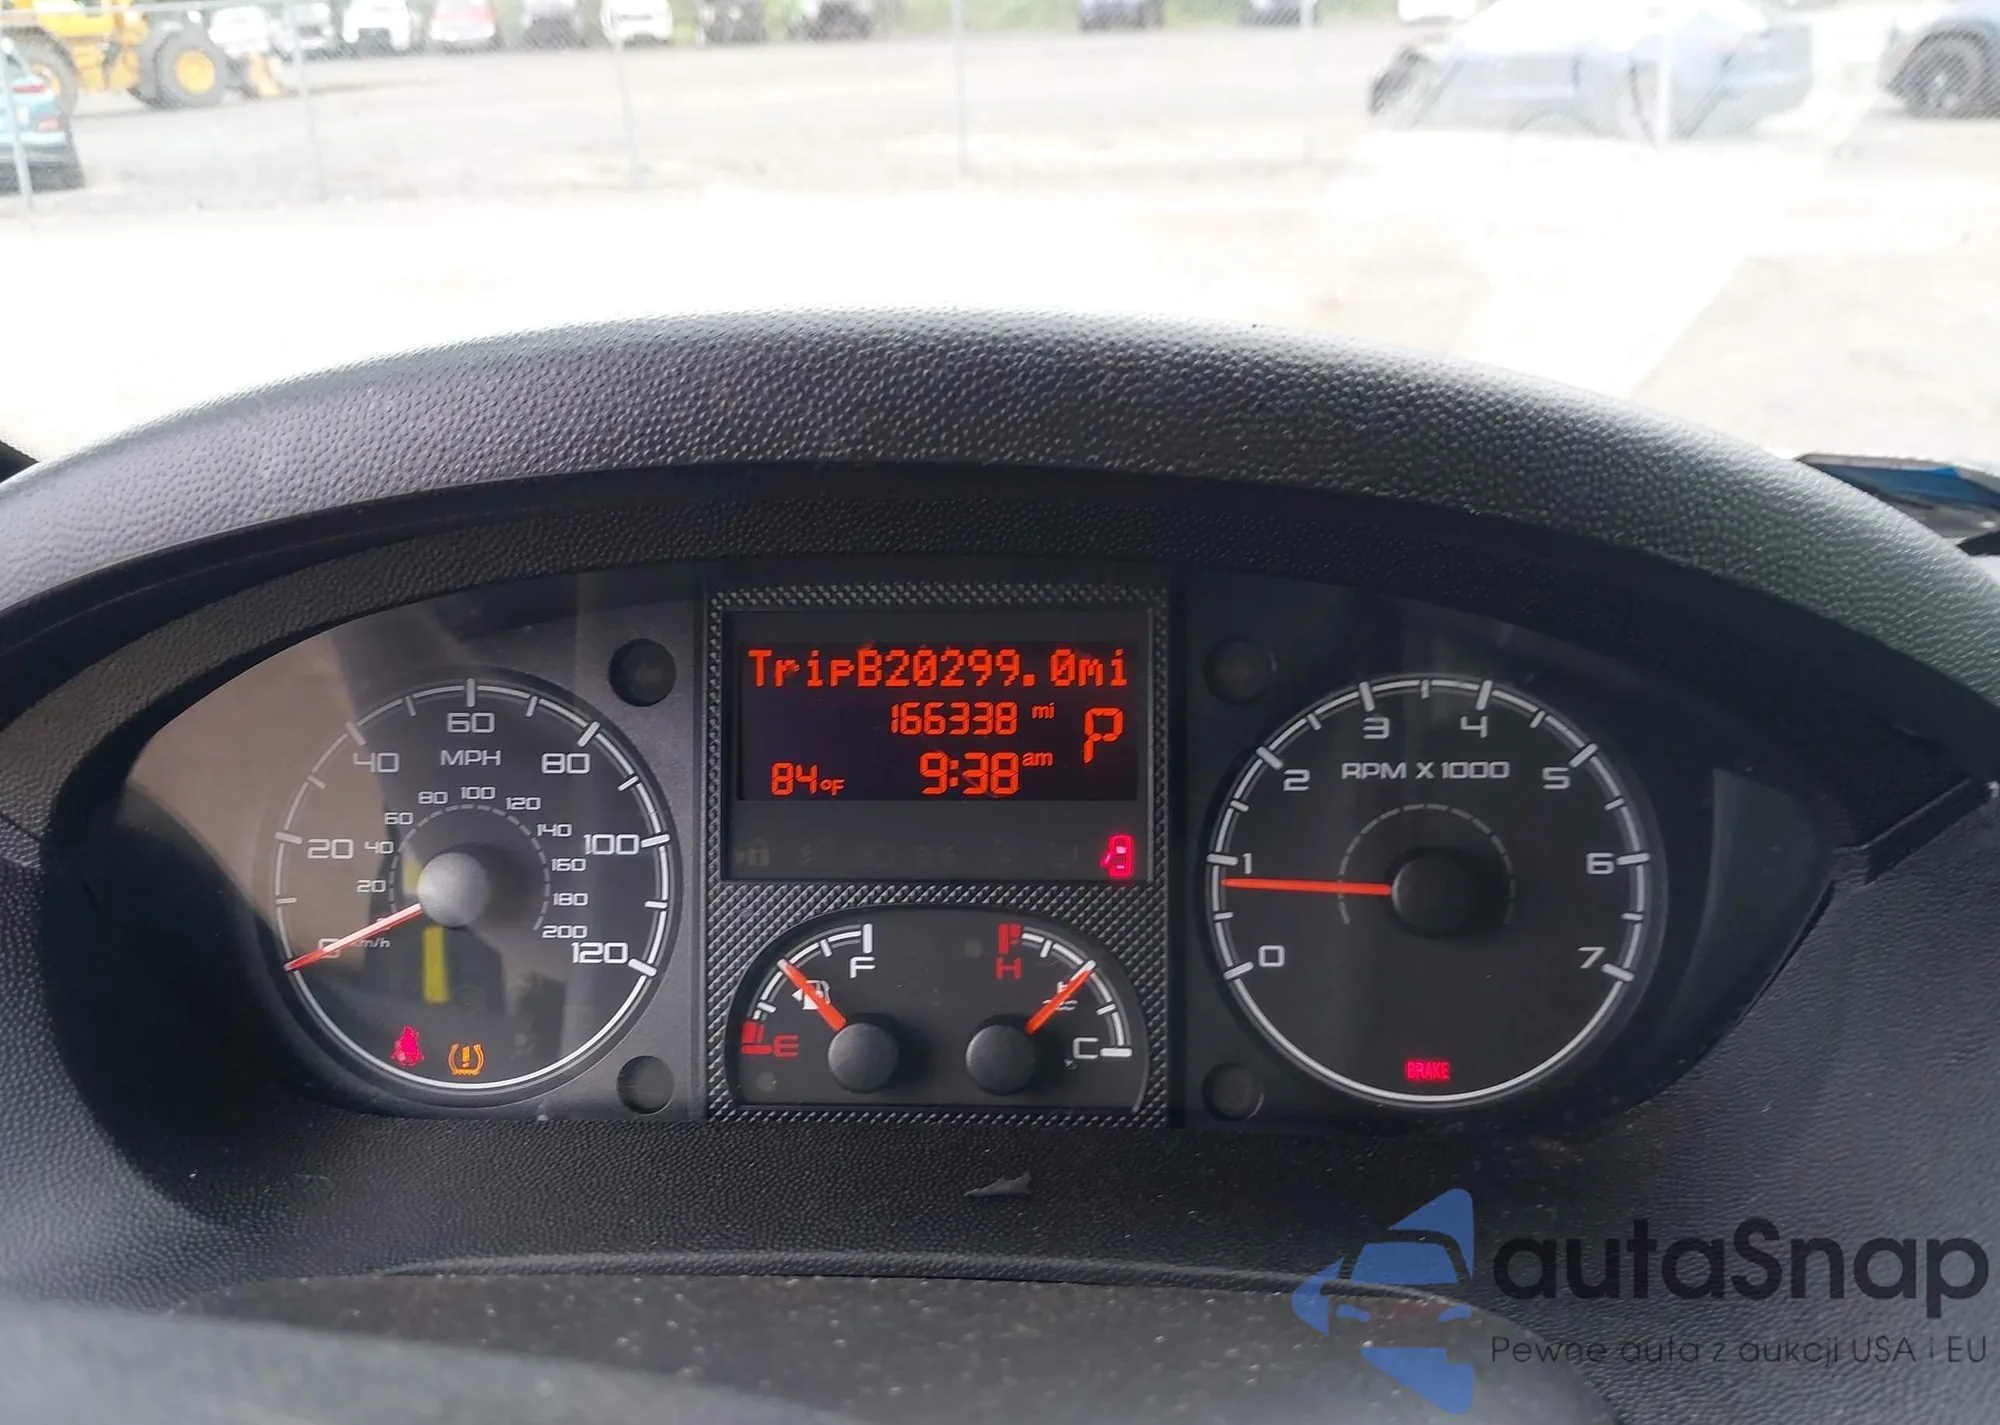 TripB20299.0mi
166338 mi
P
84°F
9:38 am
0 20 40 60 80 100 120
MPH
20 40 60 80 100 120 140 160 180 200
km/h
F
E
H
C
0 1 2 3 4 5 6 7
RPM X 1000
BRAKE
autaSnap
Pewne auta z aukcji USA i EU